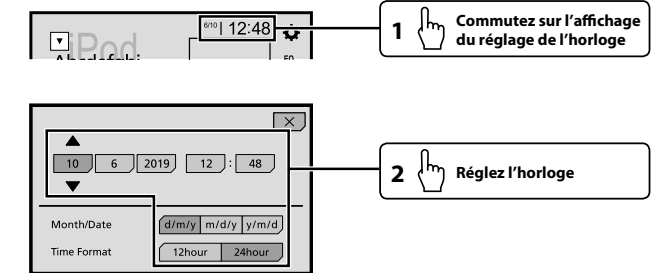 6/10 | 12:48
1 Commutez sur l’affichage
du réglage de l’horloge
iPod
10 6 2019 12 : 48
2 Réglez l’horloge
Month/Date d/m/y m/d/y y/m/d
Time Format 12hour 24hour